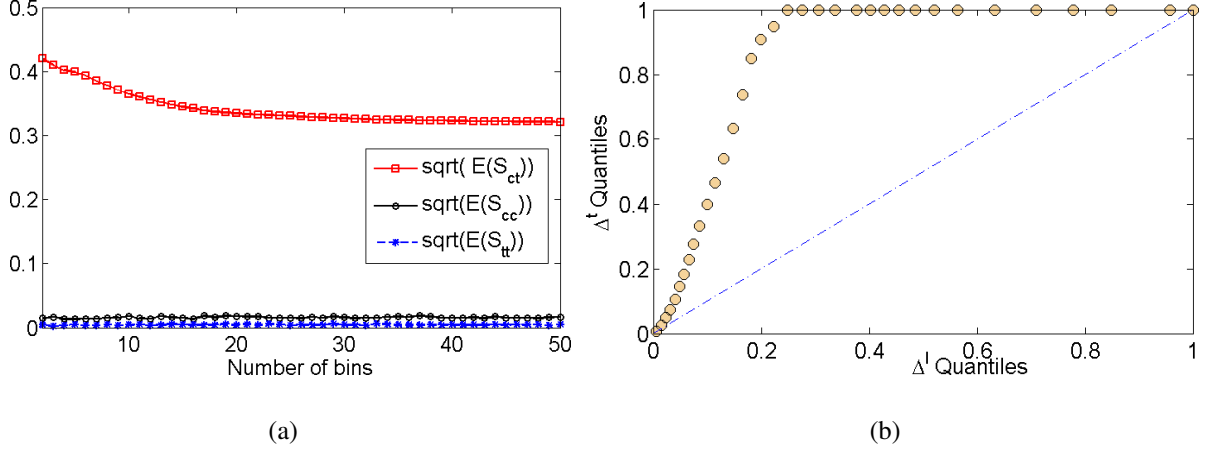 0.5
0.4
0.3
0.2
0.1
0
10
20
30
40
50
Number of bins
sqrt( E(S_ct))
sqrt(E(S_cc))
sqrt(E(S_tt))
(a)
1
0.8
0.6
0.4
0.2
0
0
0.2
0.4
0.6
0.8
1
Δ^t Quantiles
Δ^l Quantiles
(b)